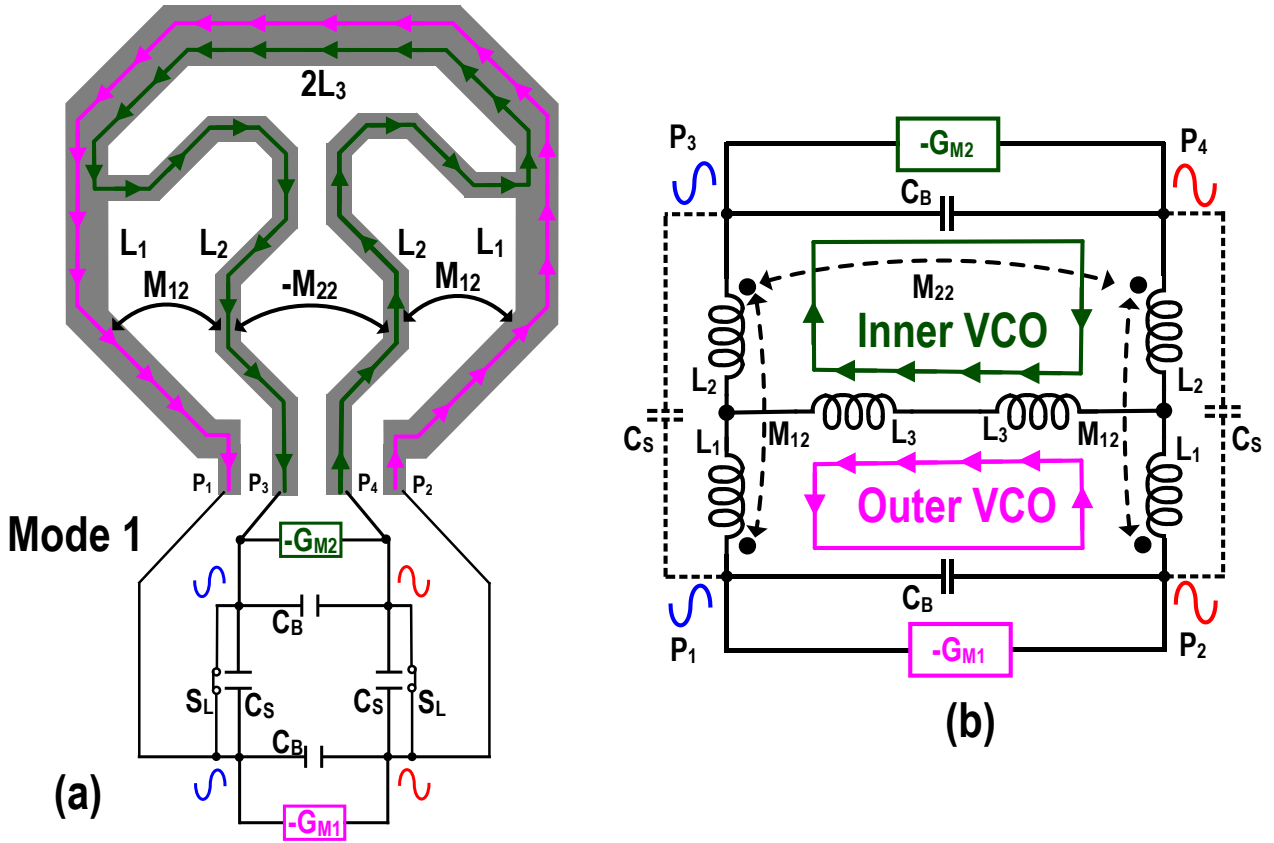 2L3
L1 L2 L2 L1
M12 -M22 M12
P1 P3 P4 P2
Mode 1
-GM2
CB
SL CS CS SL
CB
-GM1
(a)
P3 -GM2 P4
CB
M22
Inner VCO
L2 L2
CS L1 M12 L3 L3 M12 L1 CS
Outer VCO
CB
P1 -GM1 P2
(b)